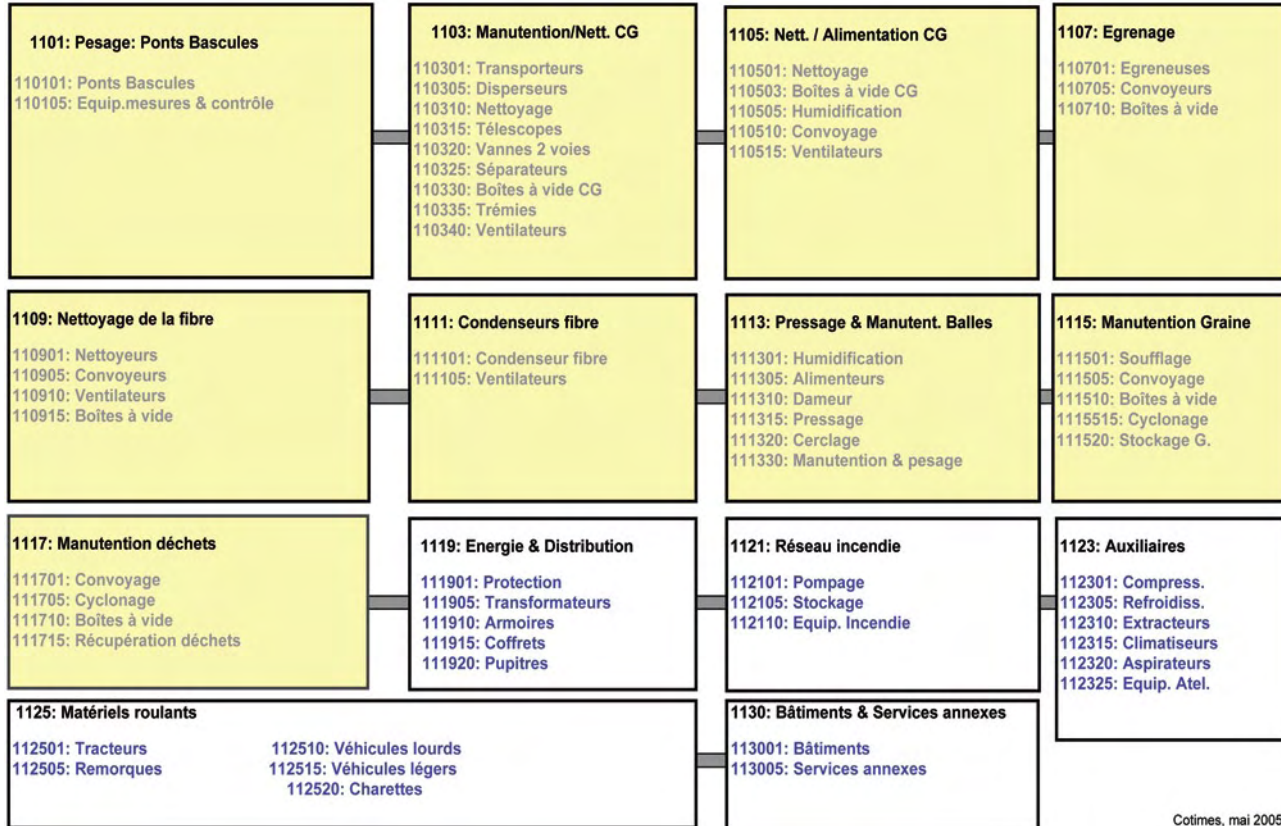 1101: Pesage: Ponts Bascules
110101: Ponts Bascules
110105: Equip.mesures & contrôle
1103: Manutention/Nett. CG
110301: Transporteurs
110305: Disperseurs
110310: Nettoyage
110315: Télescopes
110320: Vannes 2 voies
110325: Séparateurs
110330: Boîtes à vide CG
110335: Trémies
110340: Ventilateurs
1105: Nett. / Alimentation CG
110501: Nettoyage
110503: Boîtes à vide CG
110505: Humidification
110510: Convoyage
110515: Ventilateurs
1107: Egrenage
110701: Egreneuses
110705: Convoyeurs
110710: Boîtes à vide
1109: Nettoyage de la fibre
110901: Nettoyeurs
110905: Convoyeurs
110910: Ventilateurs
110915: Boîtes à vide
1111: Condenseurs fibre
111101: Condenseur fibre
111105: Ventilateurs
1113: Pressage & Manutent. Balles
111301: Humidification
111305: Alimenteurs
111310: Dameur
111315: Pressage
111320: Cerclage
111330: Manutention & pesage
1115: Manutention Graine
111501: Soufflage
111505: Convoyage
111510: Boîtes à vide
1115515: Cyclonage
111520: Stockage G.
1117: Manutention déchets
111701: Convoyage
111705: Cyclonage
111710: Boîtes à vide
111715: Récupération déchets
1119: Energie & Distribution
111901: Protection
111905: Transformateurs
111910: Armoires
111915: Coffrets
111920: Pupitres
1121: Réseau incendie
112101: Pompage
112105: Stockage
112110: Equip. Incendie
1123: Auxiliaires
112301: Compress.
112305: Refroidiss.
112310: Extracteurs
112315: Climatiseurs
112320: Aspirateurs
112325: Equip. Atel.
1125: Matériels roulants
112501: Tracteurs
112505: Remorques
112510: Véhicules lourds
112515: Véhicules légers
112520: Charettes
1130: Bâtiments & Services annexes
113001: Bâtiments
113005: Services annexes
Cotimes, mai 2005